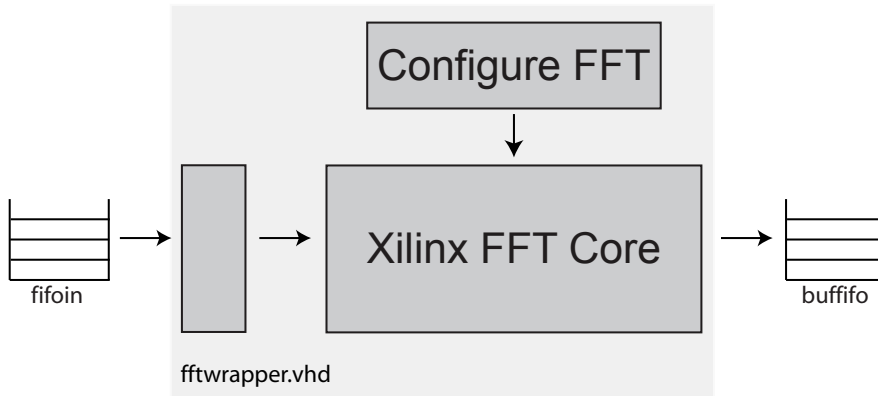 Configure FFT
Xilinx FFT Core
fifoin
buffifo
fftwrapper.vhd